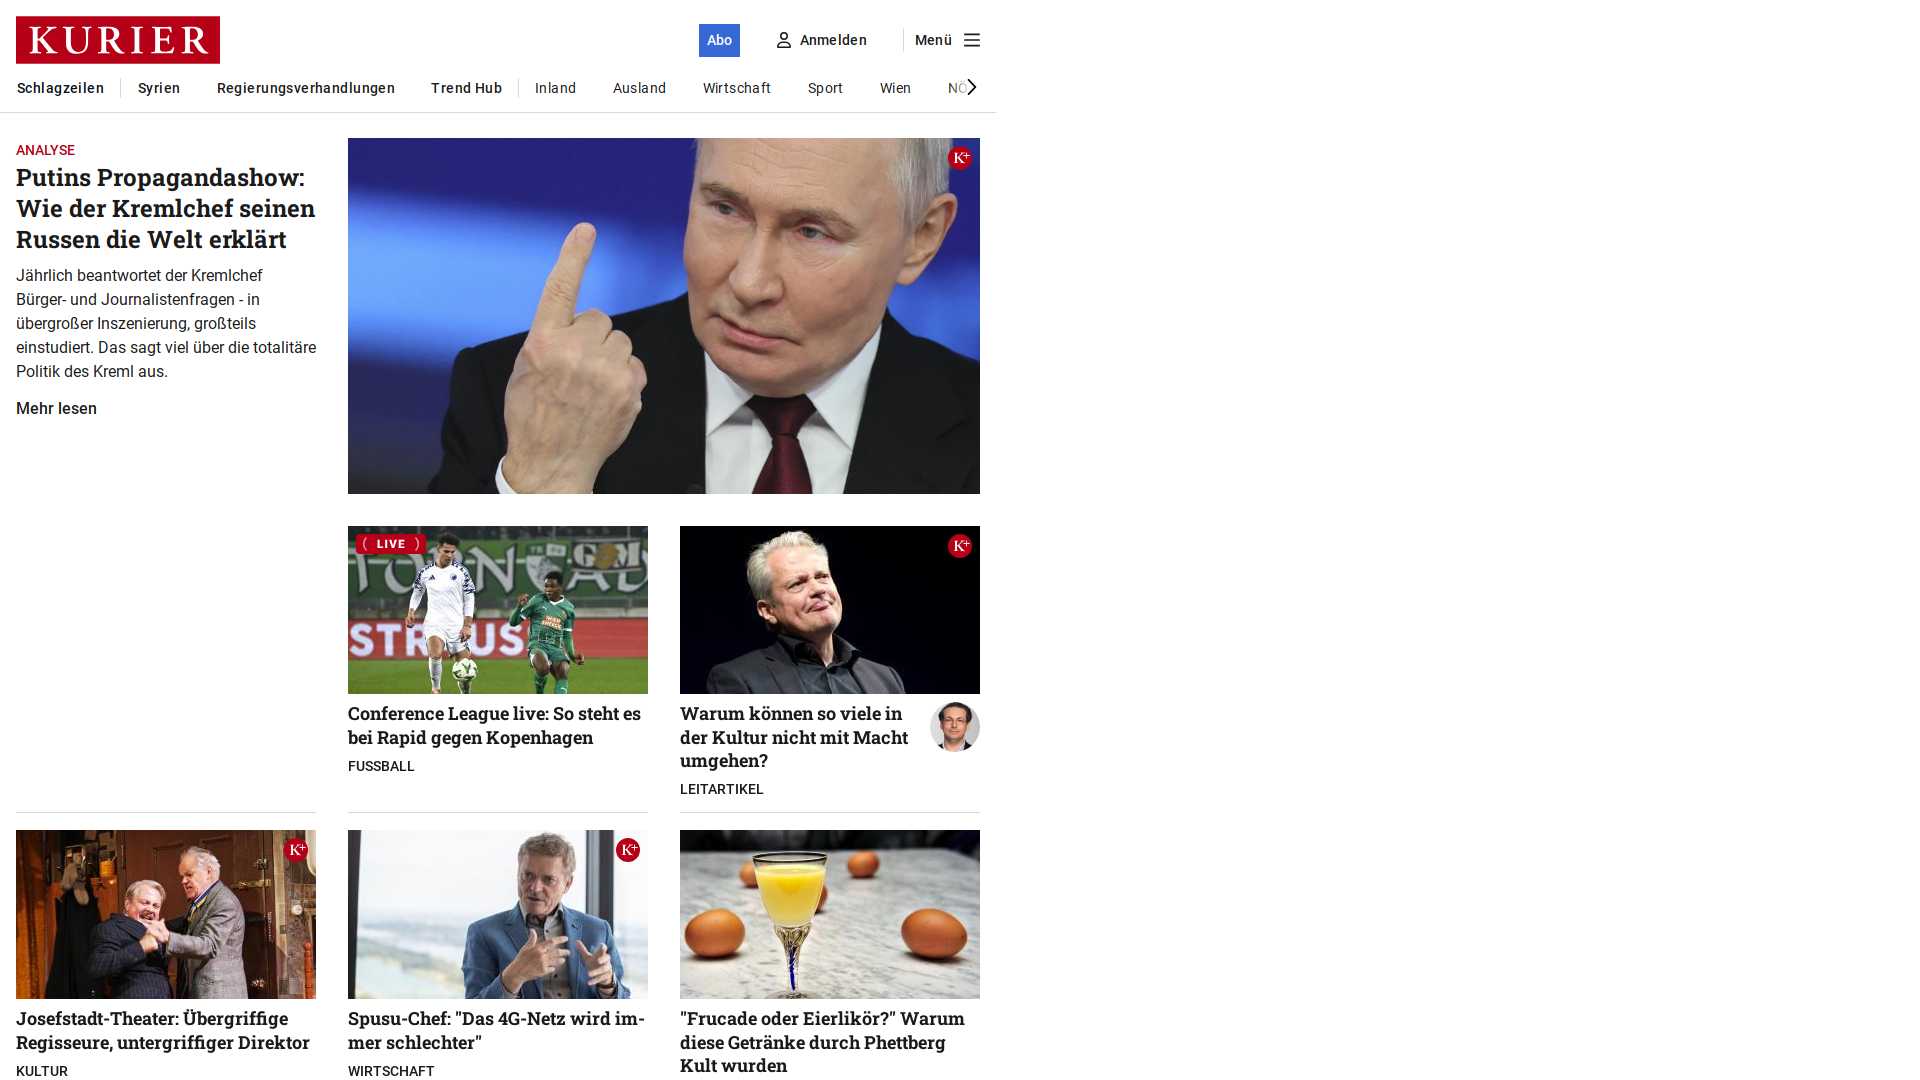 KURIER
Abo
Anmelden
Menü
Schlagzeilen
Syrien
Regierungsverhandlungen
Trend Hub
Inland
Ausland
Wirtschaft
Sport
Wien
NÖ
ANALYSE
Putins Propagandashow:
Wie der Kremlchef seinen
Russen die Welt erklärt
Jährlich beantwortet der Kremlchef
Bürger- und Journalistenfragen - in
übergroßer Inszenierung, großteils
einstudiert. Das sagt viel über die totalitäre
Politik des Kreml aus.
Mehr lesen
K+
LIVE
STRAUSS
K+
Conference League live: So steht es
bei Rapid gegen Kopenhagen
FUSSBALL
Warum können so viele in
der Kultur nicht mit Macht
umgehen?
LEITARTIKEL
K+
K+
Josefstadt-Theater: Übergriffige
Regisseure, untergriffiger Direktor
KULTUR
Spusu-Chef: "Das 4G-Netz wird im-
mer schlechter"
WIRTSCHAFT
"Frucade oder Eierlikör?" Warum
diese Getränke durch Phettberg
Kult wurden